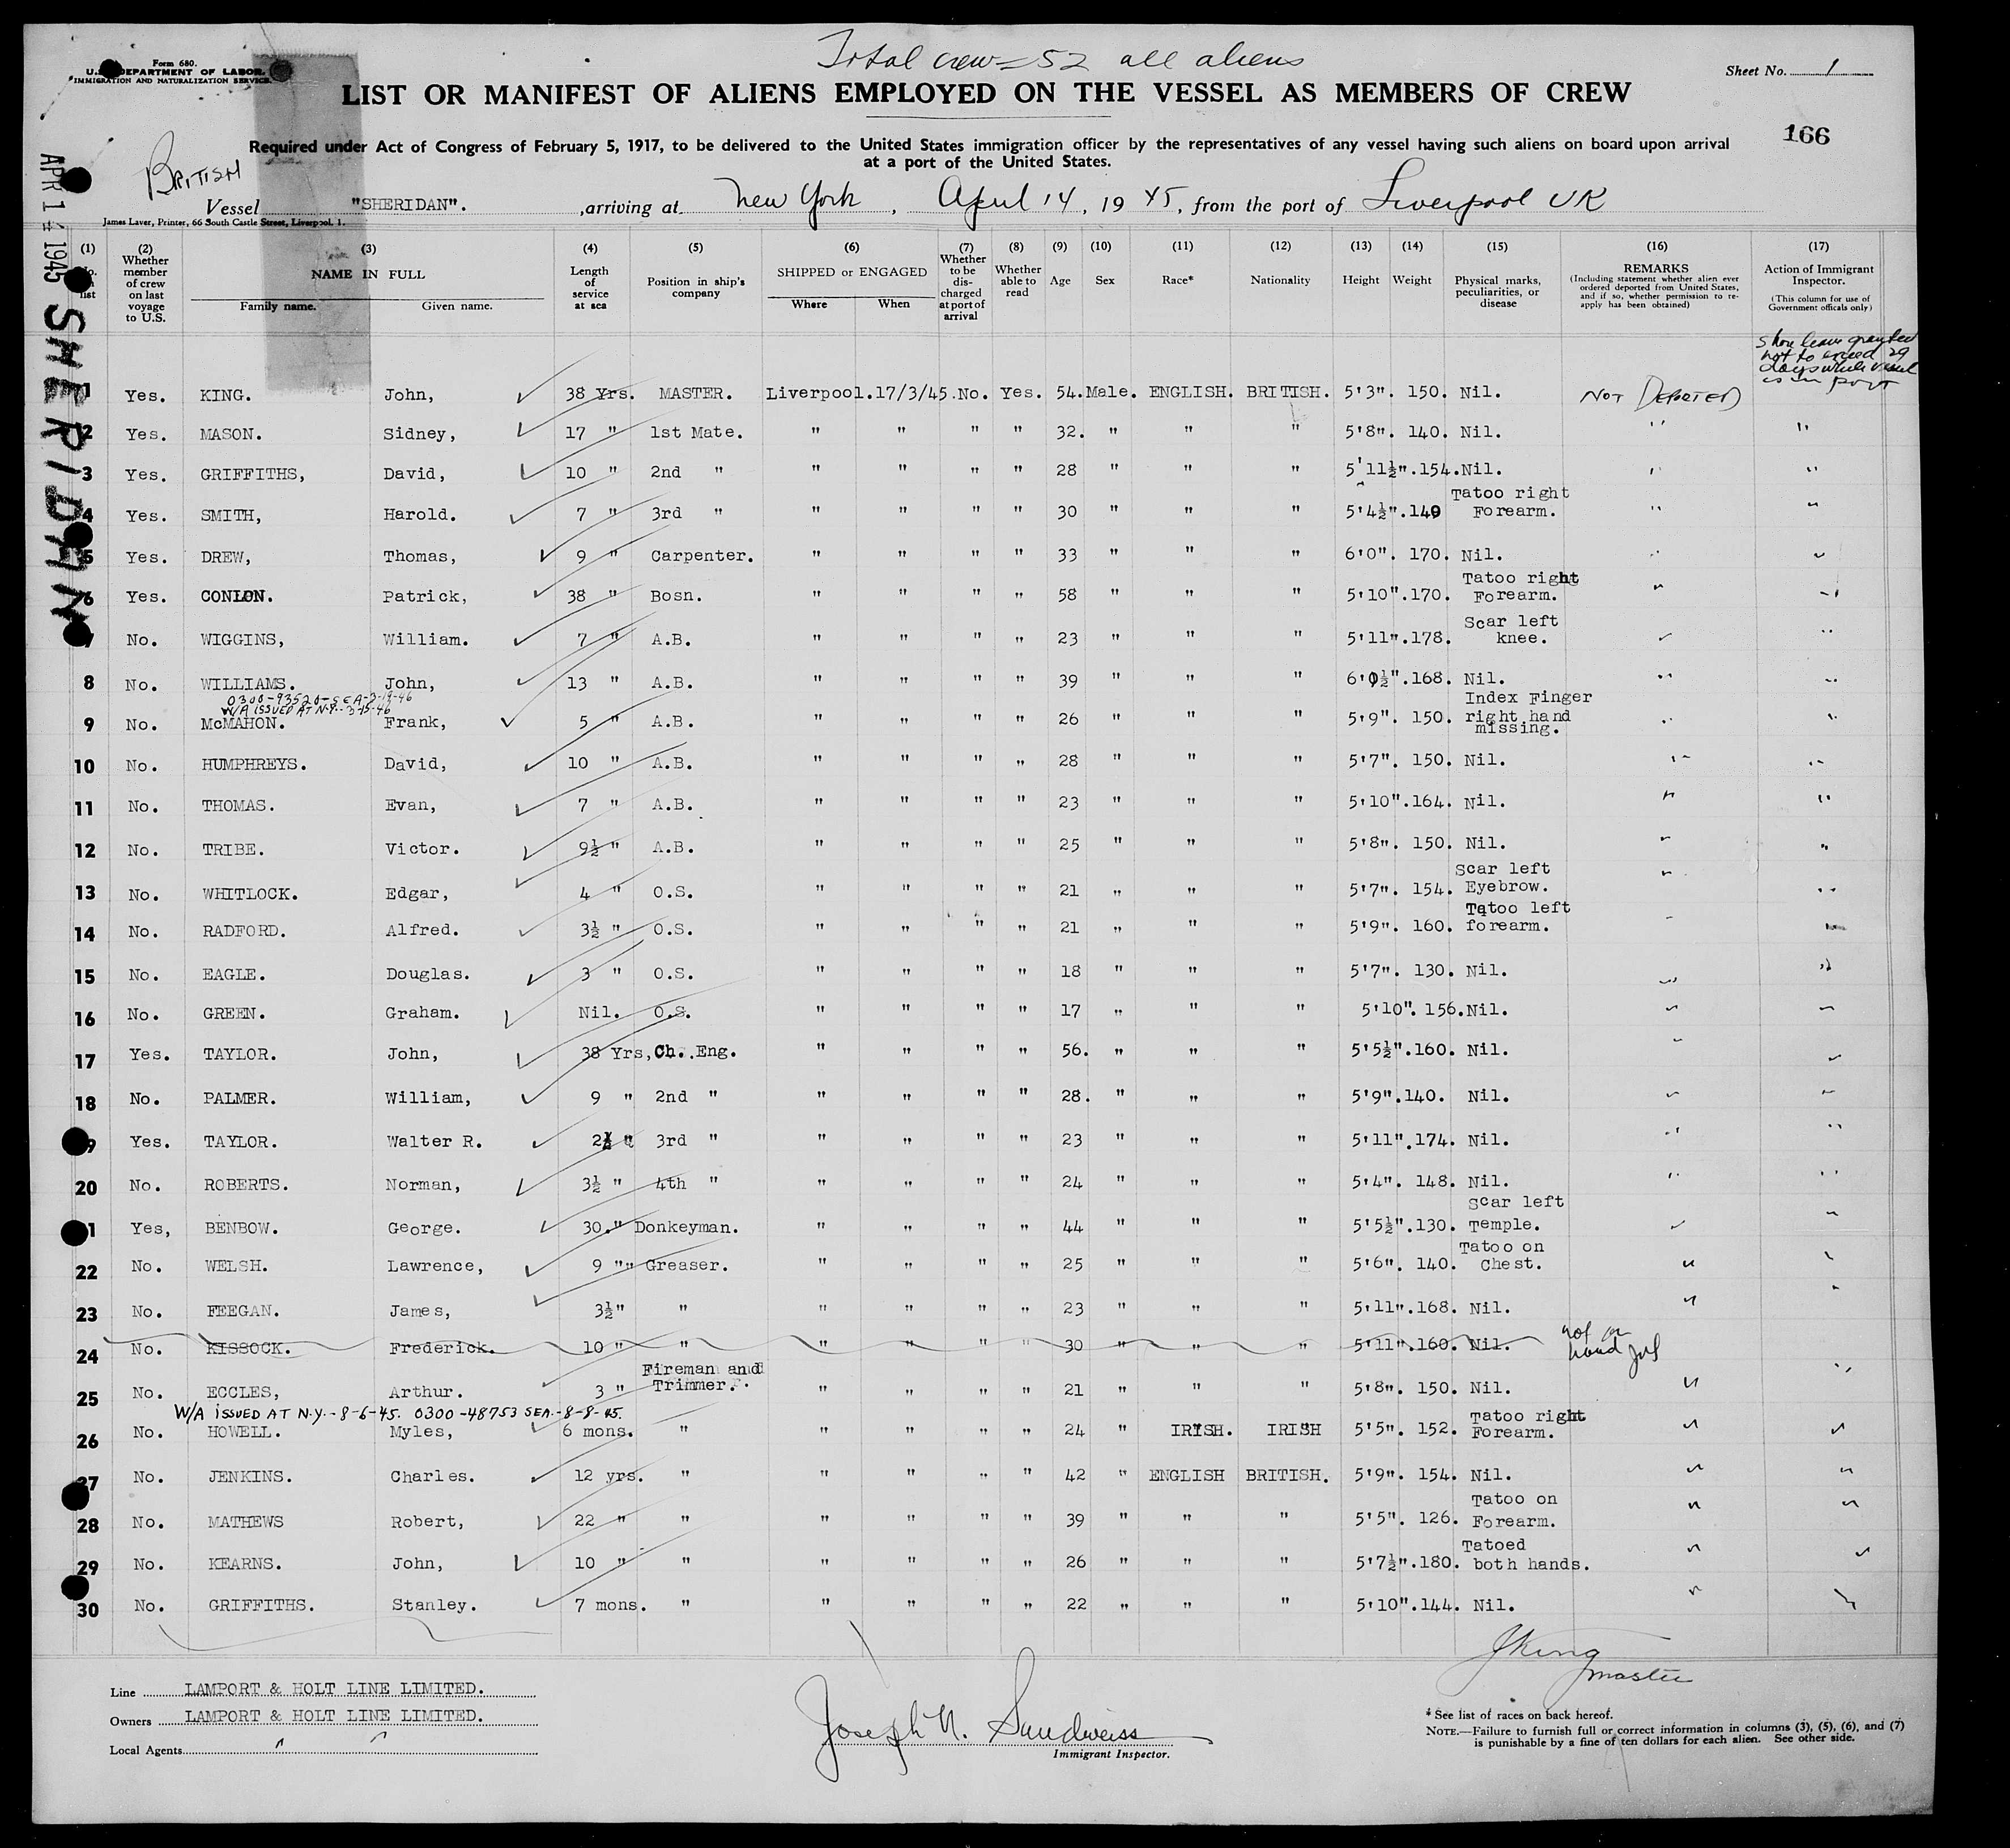 Total crew = 52 all aliens
Form 680.
U.S. DEPARTMENT OF LABOR.
IMMIGRATION AND NATURALIZATION SERVICE.
Sheet No. 1
LIST OR MANIFEST OF ALIENS EMPLOYED ON THE VESSEL AS MEMBERS OF CREW
166
Required under Act of Congress of February 5, 1917, to be delivered to the United States immigration officer by the representatives of any vessel having such aliens on board upon arrival
at a port of the United States.
BRITISH
Vessel "SHERIDAN". ,arriving at New York , April 14, 19 45, from the port of Liverpool UK
James Laver, Printer, 66 South Castle Street, Liverpool. 1.
APR 14 1945 SHERIDAN
(1) (2) (3) (4) (5) (6) (7) (8) (9) (10) (11) (12) (13) (14) (15) (16) (17)
list
Whether member of crew on last voyage to U.S.
NAME IN FULL
Family name. Given name.
Length of service at sea
Position in ship's company
SHIPPED or ENGAGED
Where When
Whether to be discharged at port of arrival
Whether able to read
Age
Sex
Race*
Nationality
Height
Weight
Physical marks, peculiarities, or disease
REMARKS
(Including statement whether alien ever ordered deported from United States, and if so, whether permission to re-apply has been obtained)
Action of Immigrant Inspector.
(This column for use of Government officals only)
Shore leave granted
not to exceed 29
days while vessel
is in port
1 Yes. KING. John, 38 Yrs. MASTER. Liverpool. 17/3/45. No. Yes. 54. Male. ENGLISH. BRITISH. 5'3". 150. Nil. NOT DEPORTED
2 Yes. MASON. Sidney, 17 " 1st Mate. " " " " 32. " " " 5'8". 140. Nil. " "
3 Yes. GRIFFITHS, David, 10 " 2nd " " " " " 28 " " " 5'11½". 154. Nil. " "
4 Yes. SMITH, Harold. 7 " 3rd " " " " " 30 " " " 5'4½". 140 Tatoo right Forearm. " "
5 Yes. DREW, Thomas, 9 " Carpenter. " " " " 33 " " " 6'0". 170. Nil. " "
6 Yes. CONLON. Patrick, 38 " Bosn. " " " " 58 " " " 5'10". 170. Tatoo right Forearm. " "
7 No. WIGGINS, William. 7 " A.B. " " " " 23 " " " 5'11". 178. Scar left knee. " "
8 No. WILLIAMS. John, 13 " A.B. " " " " 39 " " " 6'0½". 168. Nil. " "
0300-93520-SEA-2-19-46
W/A ISSUED AT N.Y.-3-15-46
9 No. McMAHON. Frank, 5 " A.B. " " " " 26 " " " 5'9". 150. Index Finger right hand missing. " "
10 No. HUMPHREYS. David, 10 " A.B. " " " " 28 " " " 5'7". 150. Nil. " "
11 No. THOMAS. Evan, 7 " A.B. " " " " 23 " " " 5'10". 164. Nil. " "
12 No. TRIBE. Victor. 9½ " A.B. " " " " 25 " " " 5'8". 150. Nil. " "
13 No. WHITLOCK. Edgar, 4 " O.S. " " " " 21 " " " 5'7". 154. Scar left Eyebrow. " "
14 No. RADFORD. Alfred. 3½ " O.S. " " " " 21 " " " 5'9". 160. Tatoo left forearm. " "
15 No. EAGLE. Douglas. 3 " O.S. " " " " 18 " " " 5'7". 130. Nil. " "
16 No. GREEN. Graham. Nil. O.S. " " " " 17 " " " 5'10". 156. Nil. " "
17 Yes. TAYLOR. John, 38 Yrs, Ch. Eng. " " " " 56. " " " 5'5½". 160. Nil. " "
18 No. PALMER. William, 9 " 2nd " " " " " 28. " " " 5'9". 140. Nil. " "
9 Yes. TAYLOR. Walter R. 2½ " 3rd " " " " " 23 " " " 5'11". 174. Nil. " "
20 No. ROBERTS. Norman, 3½ " 4th " " " " " 24 " " " 5'4". 148. Nil. " "
1 Yes, BENBOW. George. 30." Donkeyman. " " " " 44 " " " 5'5½". 130. Scar left Temple. " "
22 No. WELSH. Lawrence, 9 "" Greaser. " " " " 25 " " " 5'6". 140. Tatoo on Chest. " "
23 No. FEEGAN. James, 3½" " " " " " 23 " " " 5'11". 168. Nil. " "
24 No. KISSOCK. Frederick. 10 " " " " " " 30 " " " 5'11". 160. Nil. not on board
25 No. ECCLES, Arthur. 3 " Fireman and Trimmer. " " " " 21 " " " 5'8". 150. Nil. " "
W/A ISSUED AT N.Y.-8-6-45. 0300-48753 SEA.-8-8-45.
26 No. HOWELL. Myles, 6 mons. " " " " " 24 " IRISH. IRISH 5'5". 152. Tatoo right Forearm. " "
27 No. JENKINS. Charles. 12 yrs. " " " " " 42 " ENGLISH BRITISH. 5'9". 154. Nil. " "
28 No. MATHEWS Robert, 22 " " " " " " 39 " " " 5'5". 126. Tatoo on Forearm. " "
29 No. KEARNS. John, 10 " " " " " " 26 " " " 5'7½". 180. Tatoed both hands. " "
30 No. GRIFFITHS. Stanley. 7 mons. " " " " " 22 " " " 5'10". 144. Nil. " "
J King
master
Line LAMPORT & HOLT LINE LIMITED.
Owners LAMPORT & HOLT LINE LIMITED.
Local Agents " "
Joseph N. Sandweiss
Immigrant Inspector.
* See list of races on back hereof.
NOTE.—Failure to furnish full or correct information in columns (3), (5), (6), and (7)
is punishable by a fine of ten dollars for each alien. See other side.